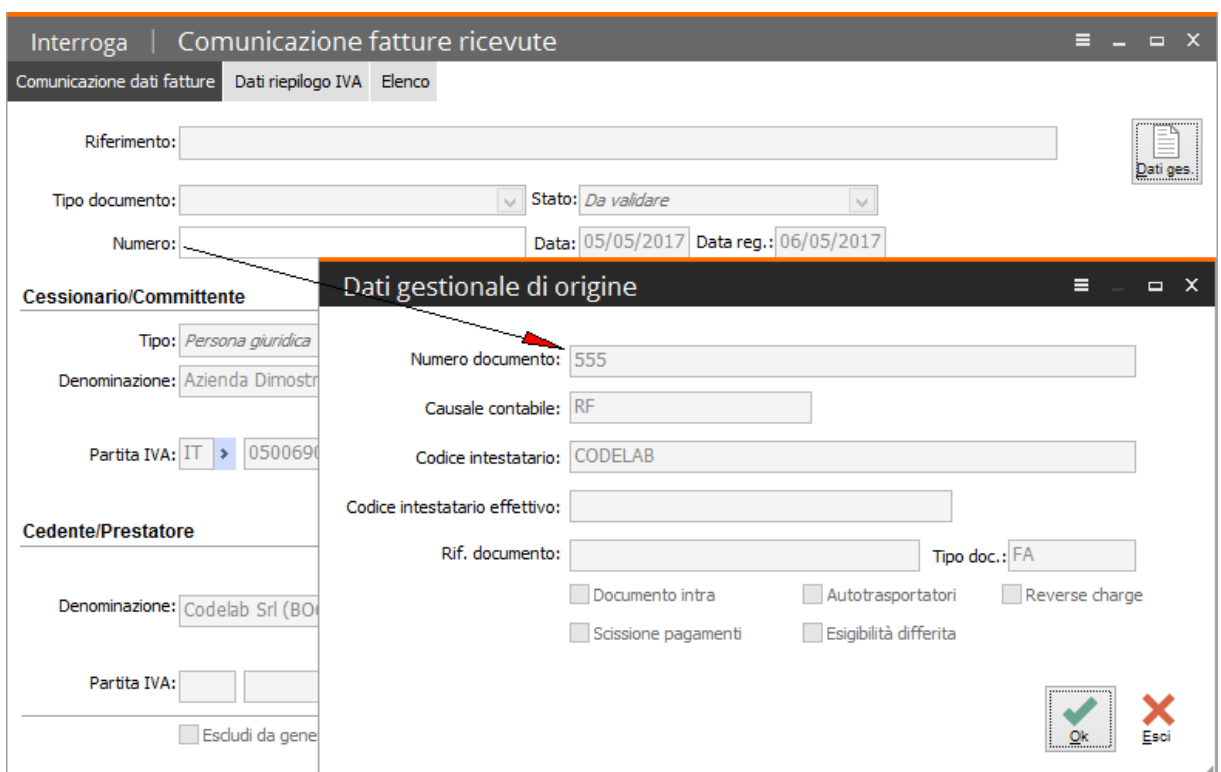 Interroga | Comunicazione fatture ricevute
Comunicazione dati fatture Dati riepilogo IVA Elenco
Riferimento:
Dati ges.
Tipo documento: Stato: Da validare
Numero: Data: 05/05/2017 Data reg.: 06/05/2017
Cessionario/Committente
Tipo: Persona giuridica
Denominazione: Azienda Dimostr
Partita IVA: IT 0500690
Cedente/Prestatore
Denominazione: Codelab Srl (BO
Partita IVA:
Escludi da gene
Dati gestionale di origine
Numero documento: 555
Causale contabile: RF
Codice intestatario: CODELAB
Codice intestatario effettivo:
Rif. documento: Tipo doc.: FA
Documento intra Autotrasportatori Reverse charge
Scissione pagamenti Esigibilità differita
Ok Esci